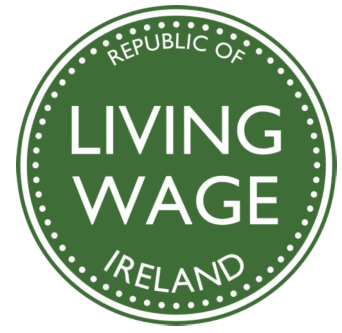 REPUBLIC OF
LIVING
WAGE
IRELAND